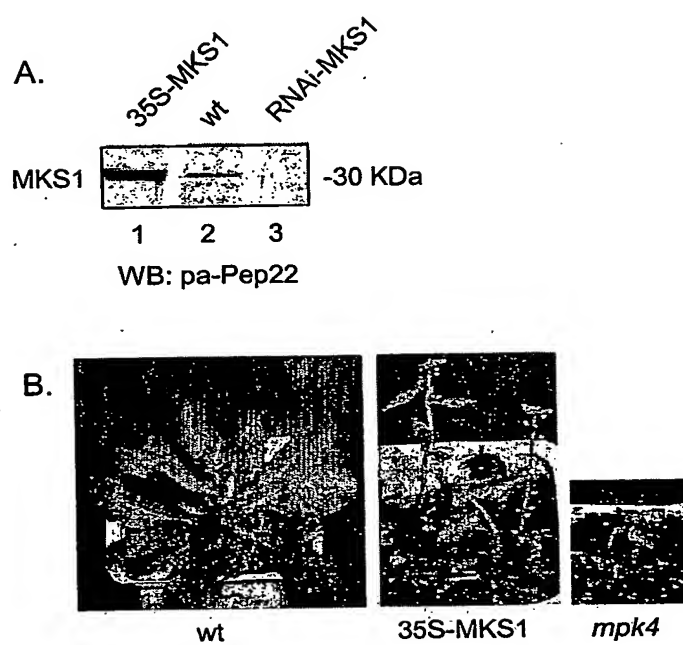 A.
35S-MKS1
wt
RNAi-MKS1
MKS1
-30 KDa
1 2 3
WB: pa-Pep22
B.
wt
35S-MKS1
mpk4